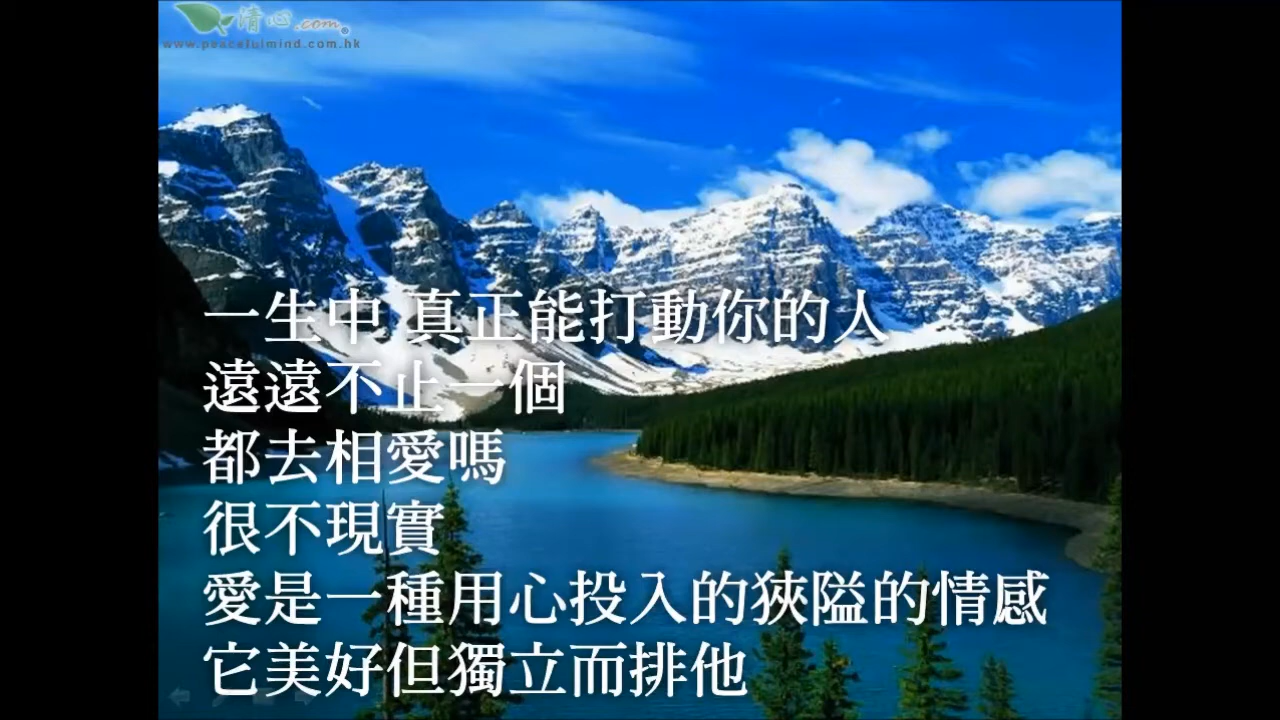 清心.com
www.peacefulmind.com.hk
一生中 真正能打動你的人
遠遠不止一個
都去相愛嗎
很不現實
愛是一種用心投入的狹隘的情感
它美好但獨立而排他